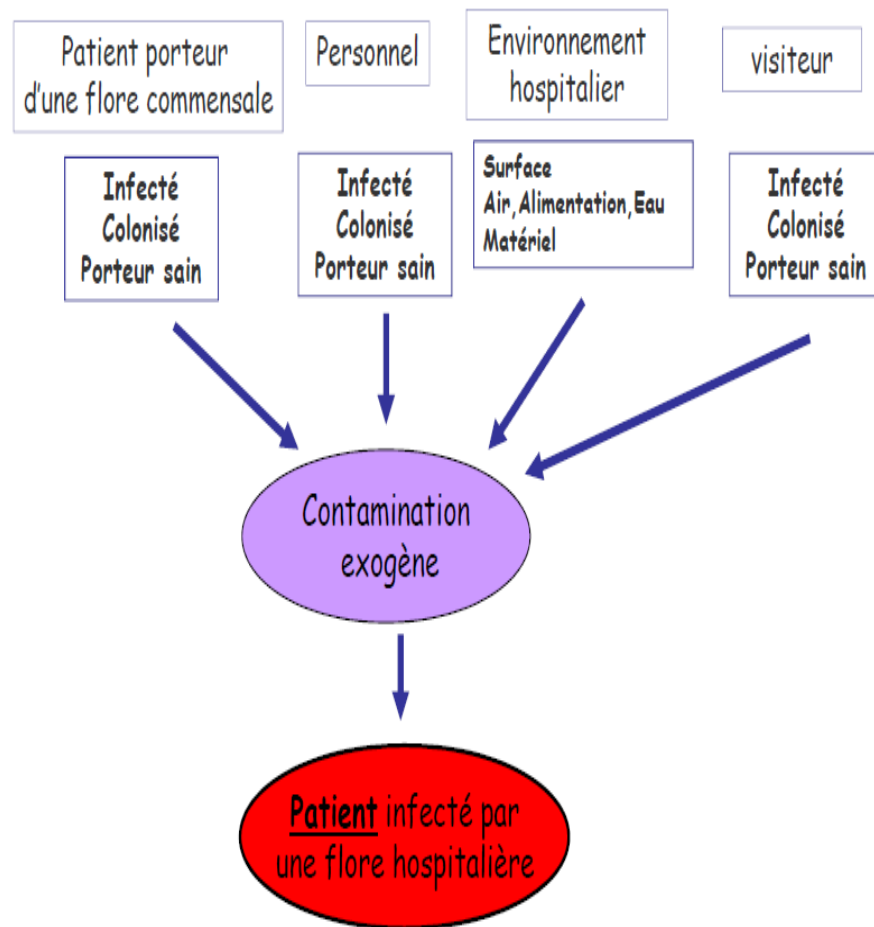 Patient porteur
d'une flore commensale
Personnel
Environnement
hospitalier
visiteur
Infecté
Colonisé
Porteur sain
Infecté
Colonisé
Porteur sain
Surface
Air,Alimentation,Eau
Matériel
Infecté
Colonisé
Porteur sain
Contamination
exogène
Patient infecté par
une flore hospitalière